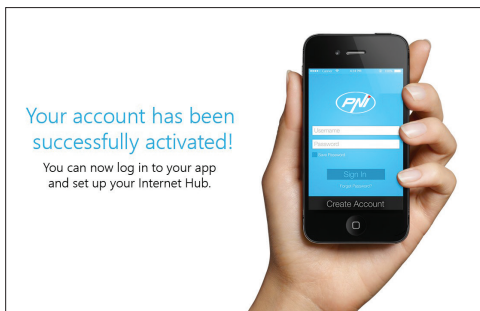 Your account has been
successfully activated!
You can now log in to your app
and set up your Internet Hub.
PNI
Username
Password
Save Password
Sign In
Forgot Password?
Create Account